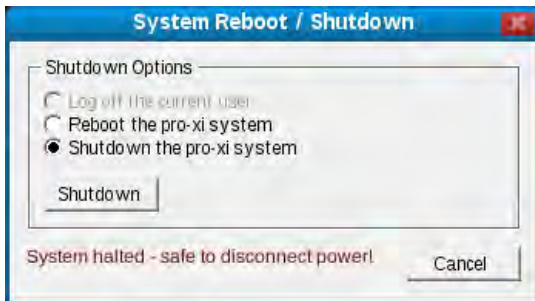 System Reboot / Shutdown
Shutdown Options
Log off the current user
Reboot the pro-xi system
Shutdown the pro-xi system
Shutdown
System halted - safe to disconnect power!
Cancel